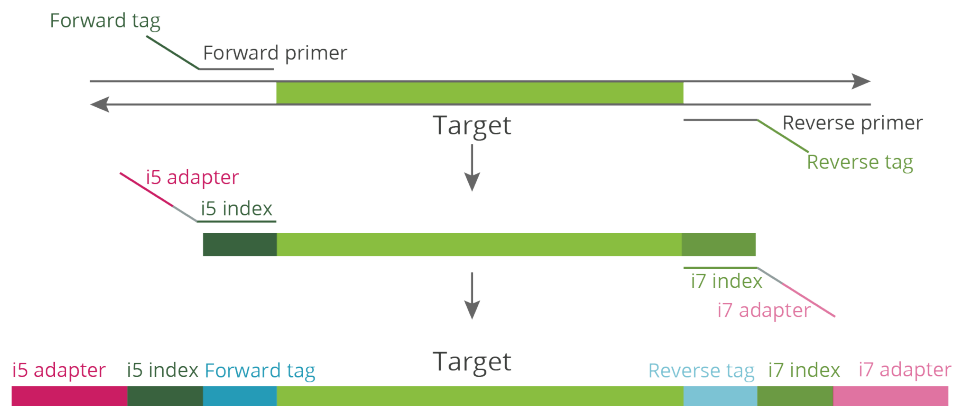 Forward tag
Forward primer
Target
Reverse primer
Reverse tag
i5 adapter
i5 index
i7 index
i7 adapter
Target
i5 adapter i5 index Forward tag Reverse tag i7 index i7 adapter